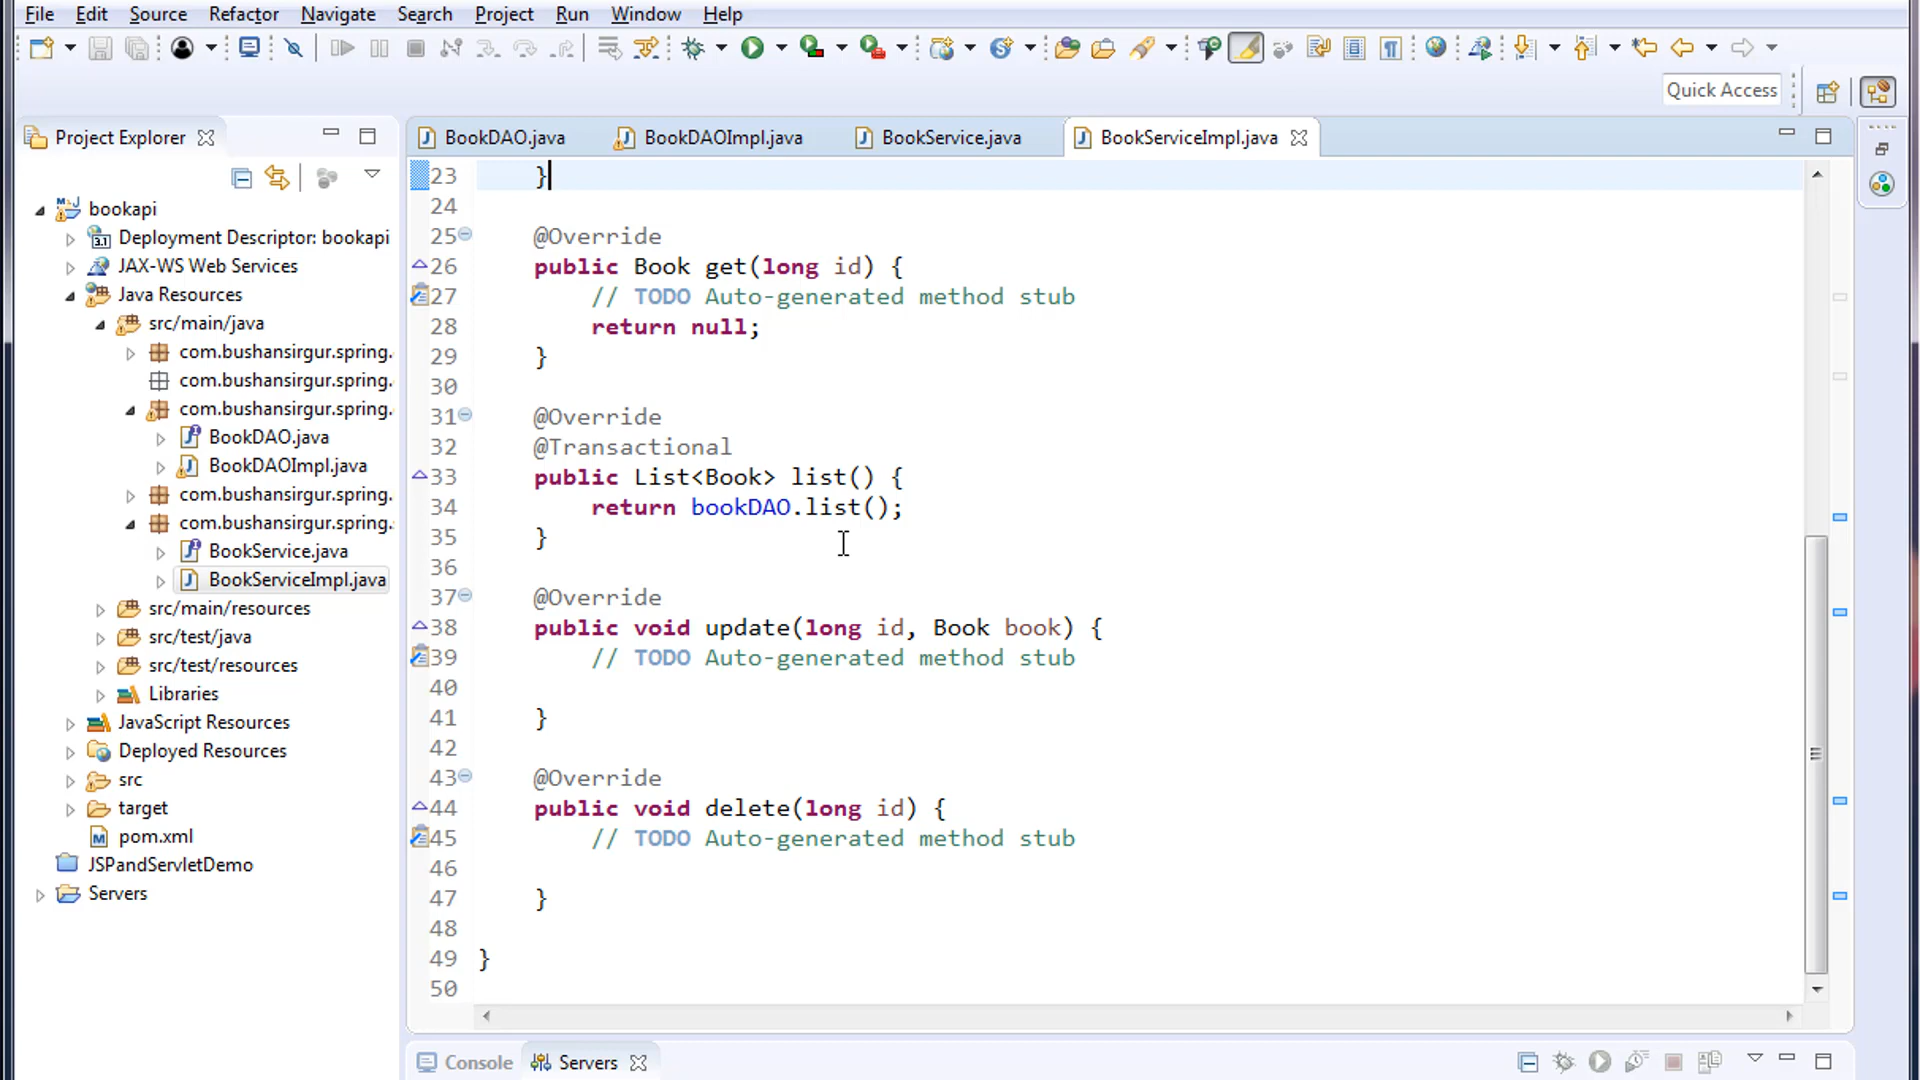 File Edit Source Refactor Navigate Search Project Run Window Help
Quick Access
Project Explorer
BookDAO.java BookDAOImpl.java BookService.java BookServiceImpl.java
bookapi
Deployment Descriptor: bookapi
JAX-WS Web Services
Java Resources
src/main/java
com.bushansirgur.spring.
com.bushansirgur.spring.
com.bushansirgur.spring.
BookDAO.java
BookDAOImpl.java
com.bushansirgur.spring.
com.bushansirgur.spring.
BookService.java
BookServiceImpl.java
src/main/resources
src/test/java
src/test/resources
Libraries
JavaScript Resources
Deployed Resources
src
target
pom.xml
JSPandServletDemo
Servers
23 }
24
25 @Override
26 public Book get(long id) {
27 // TODO Auto-generated method stub
28 return null;
29 }
30
31 @Override
32 @Transactional
33 public List<Book> list() {
34 return bookDAO.list();
35 }
36
37 @Override
38 public void update(long id, Book book) {
39 // TODO Auto-generated method stub
40
41 }
42
43 @Override
44 public void delete(long id) {
45 // TODO Auto-generated method stub
46
47 }
48
49 }
50
Console Servers